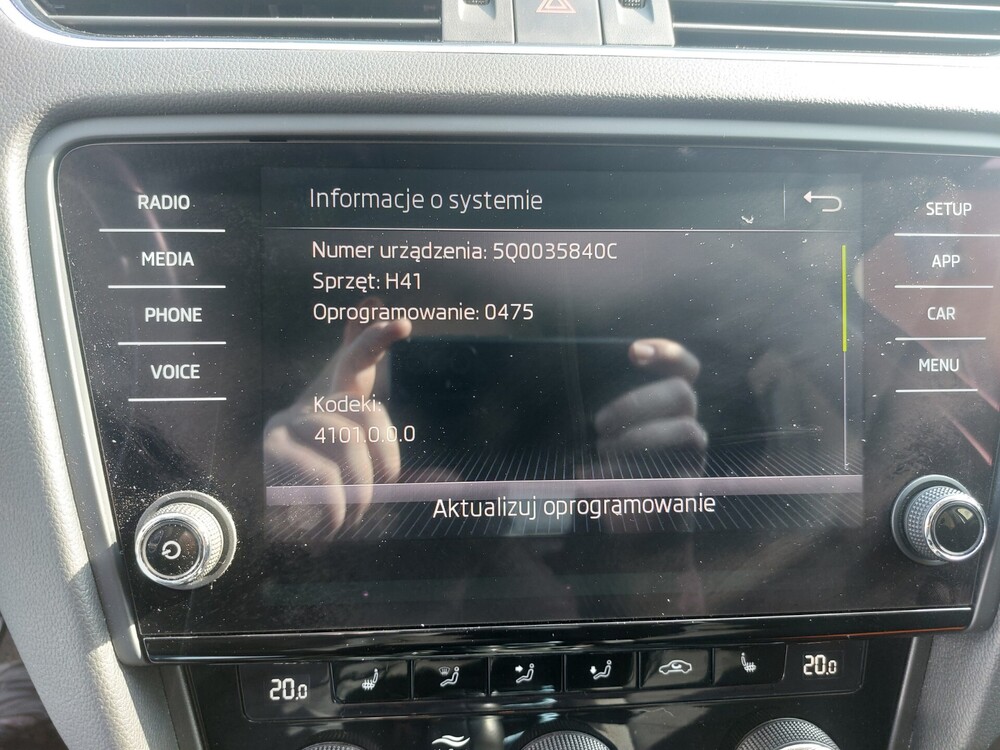 Informacje o systemie
Numer urządzenia: 5Q0035840C
Sprzęt: H41
Oprogramowanie: 0475
Kodeki:
4101.0.0.0
Aktualizuj oprogramowanie
RADIO
MEDIA
PHONE
VOICE
SETUP
APP
CAR
MENU
20.0
20.0